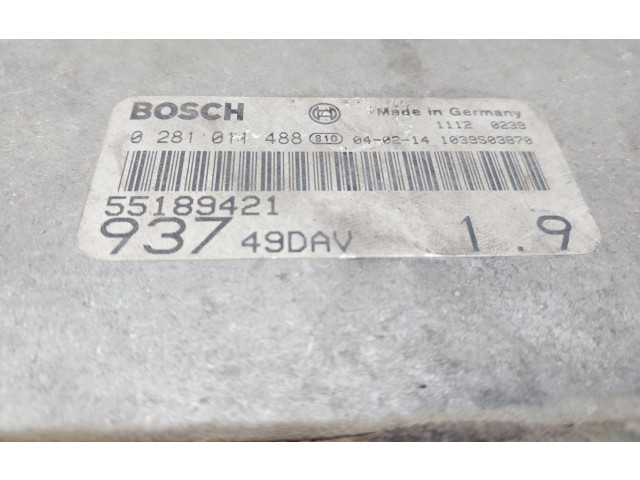 BOSCH Made in Germany
1112 0239
0 281 011 488 810 04-02-14 1039S03870
55189421
937 49DAV 1.9